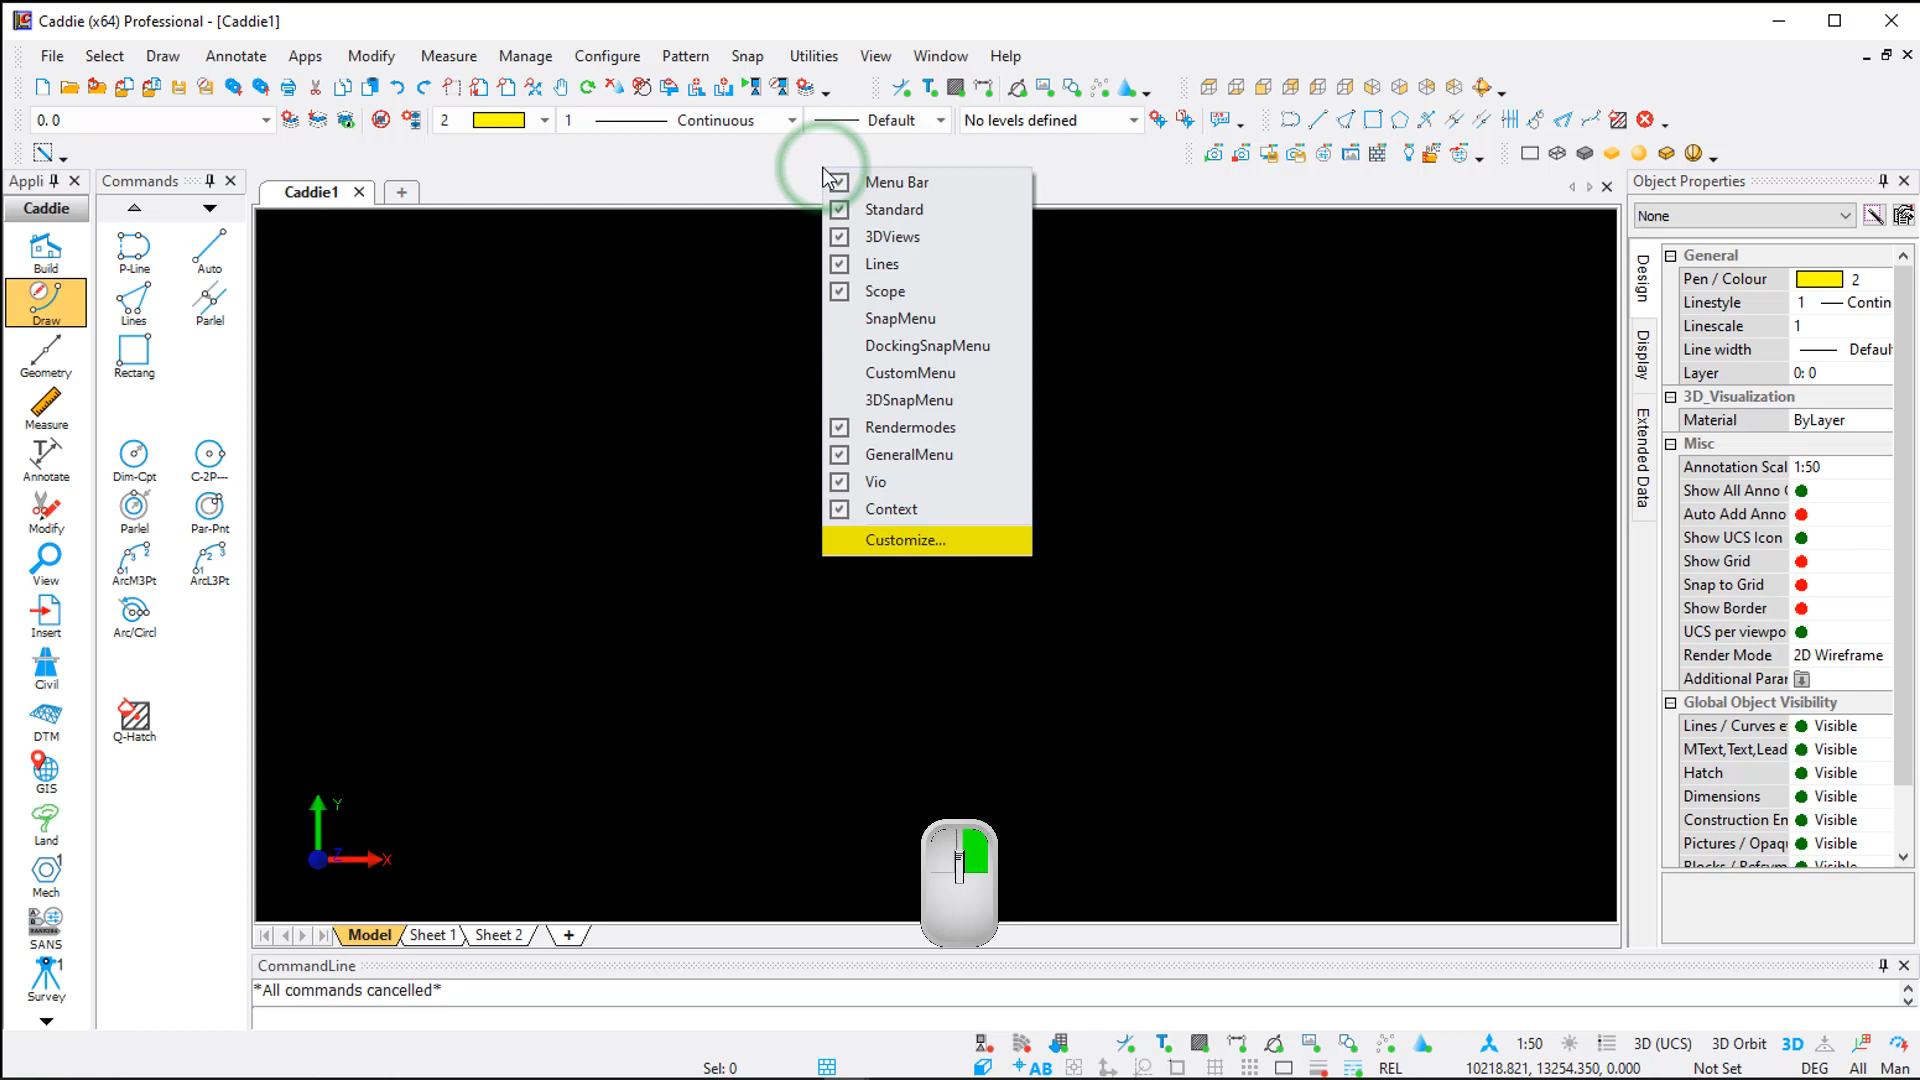 Caddie (x64) Professional - [Caddie1]
File Select Draw Annotate Apps Modify Measure Manage Configure Pattern Snap Utilities View Window Help
0. 0
2
1 Continuous
Default
No levels defined
Appli
Commands
Caddie1
Object Properties
Caddie
None
Build
Draw
Geometry
Measure
Annotate
Modify
View
Insert
Civil
DTM
GIS
Land
Mech
SANS
Survey
P-Line Auto
Lines Parlel
Rectang
Dim-Cpt C-2P---
Parlel Par-Pnt
ArcM3Pt ArcL3Pt
Arc/Circl
Q-Hatch
Menu Bar
Standard
3DViews
Lines
Scope
SnapMenu
DockingSnapMenu
CustomMenu
3DSnapMenu
Rendermodes
GeneralMenu
Vio
Context
Customize...
Y
Z
X
Design
Display
Extended Data
General
Pen / Colour 2
Linestyle 1 Contin
Linescale 1
Line width Defaul
Layer 0: 0
3D_Visualization
Material ByLayer
Misc
Annotation Scal 1:50
Show All Anno
Auto Add Anno
Show UCS Icon
Show Grid
Snap to Grid
Show Border
UCS per viewpo
Render Mode 2D Wireframe
Additional Parar
Global Object Visibility
Lines / Curves e Visible
MText,Text,Lead Visible
Hatch Visible
Dimensions Visible
Construction En Visible
Pictures / Opaqu Visible
Model Sheet 1 Sheet 2 +
CommandLine
*All commands cancelled*
1:50 3D (UCS) 3D Orbit 3D
Sel: 0
AB
REL
10218.821, 13254.350, 0.000 Not Set DEG All Man